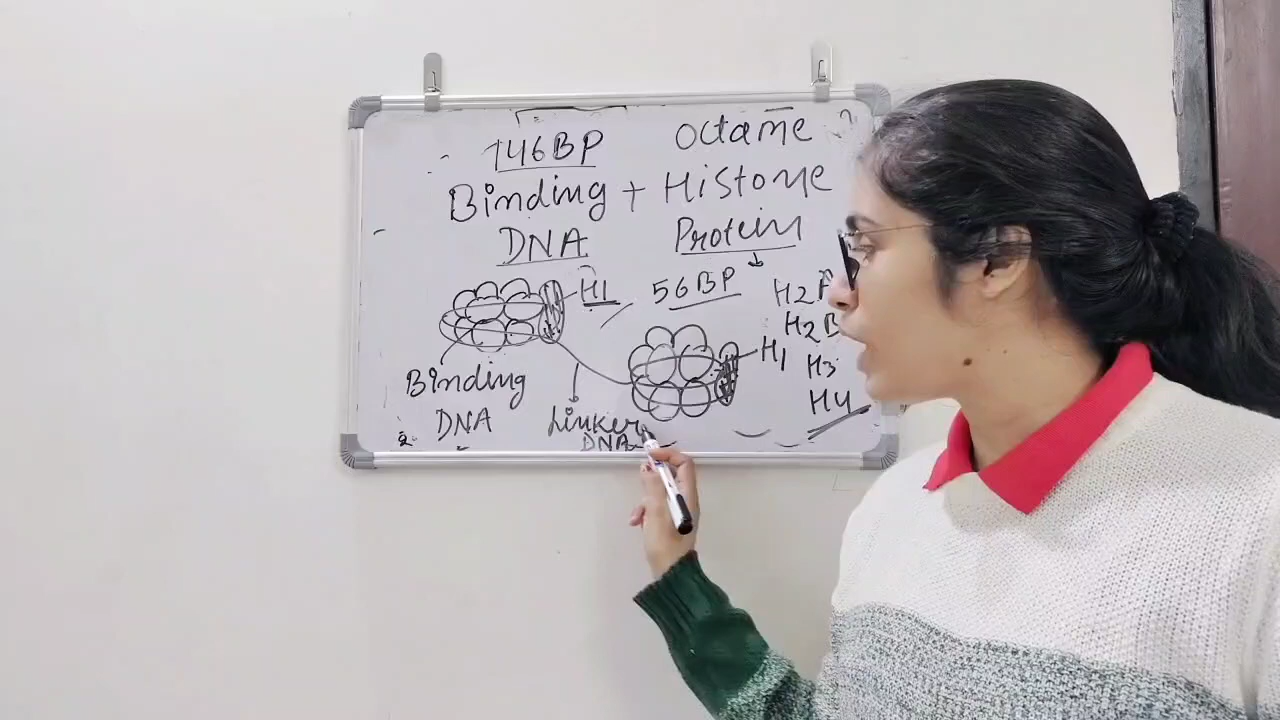 146BP Octame
Binding + Histone
DNA Protein
H1 56BP H2A
H2B
H1 H3
H4
Binding
DNA
Linker
DNA